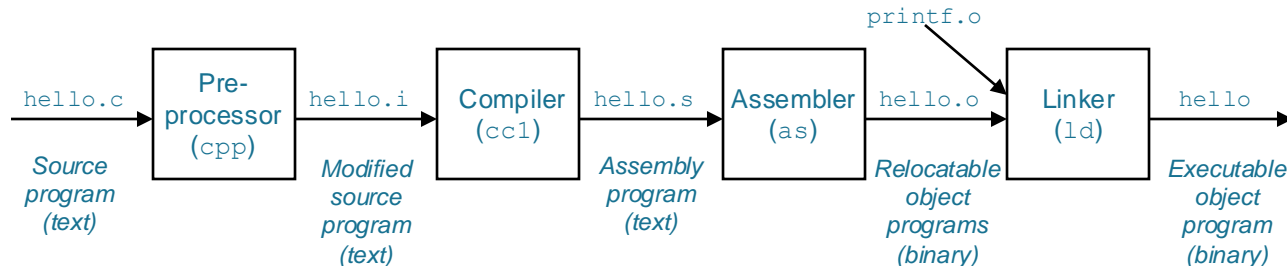 printf.o
hello.c
Pre-
processor
(cpp)
hello.i
Compiler
(cc1)
hello.s
Assembler
(as)
hello.o
Linker
(ld)
hello
Source
program
(text)
Modified
source
program
(text)
Assembly
program
(text)
Relocatable
object
programs
(binary)
Executable
object
program
(binary)